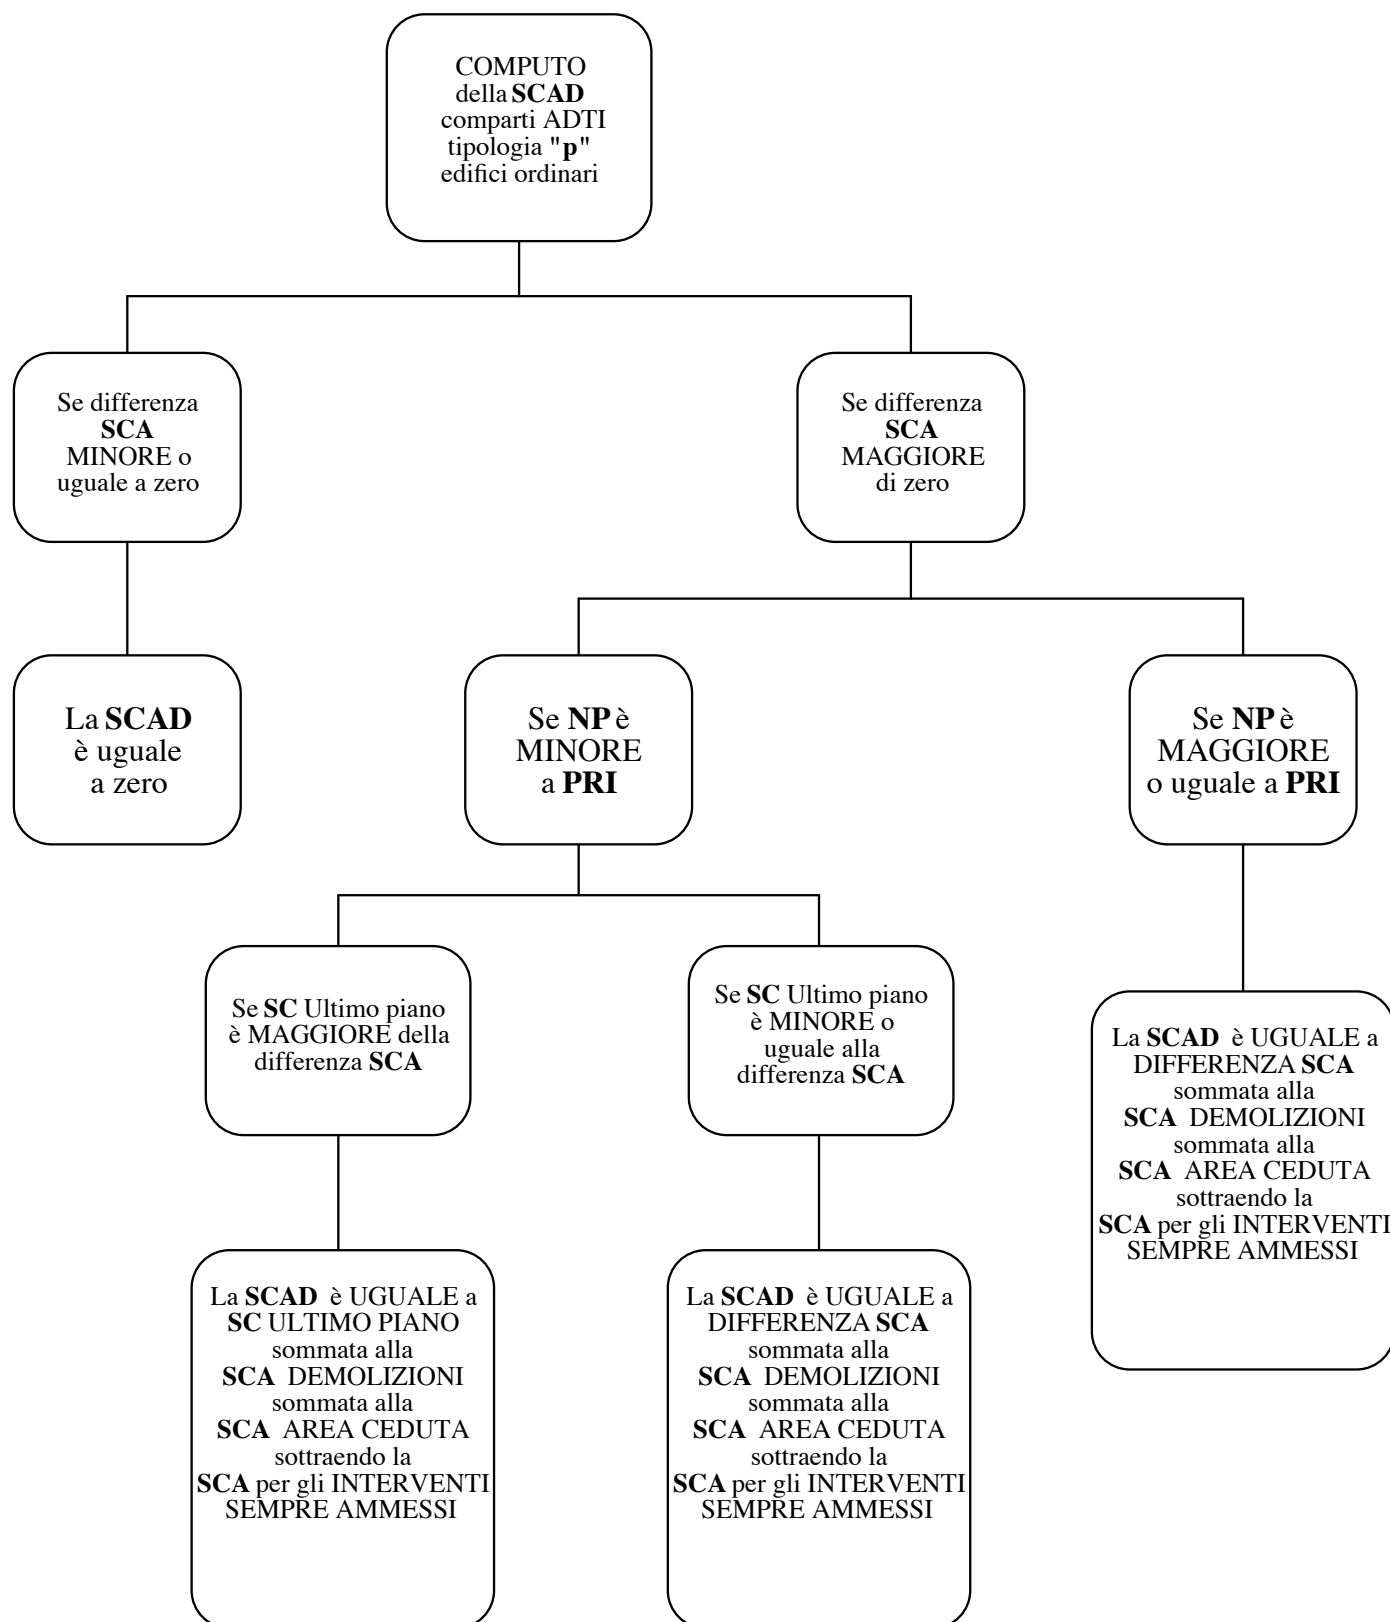 COMPUTO
della SCAD
comparti ADTI
tipologia "p"
edifici ordinari
Se differenza
SCA
MINORE o
uguale a zero
Se differenza
SCA
MAGGIORE
di zero
La SCAD
è uguale
a zero
Se NP è
MINORE
a PRI
Se NP è
MAGGIORE
o uguale a PRI
Se SC Ultimo piano
è MAGGIORE della
differenza SCA
Se SC Ultimo piano
è MINORE o
uguale alla
differenza SCA
La SCAD è UGUALE a
DIFFERENZA SCA
sommata alla
SCA DEMOLIZIONI
sommata alla
SCA AREA CEDUTA
sottraendo la
SCA per gli INTERVENTI
SEMPRE AMMESSI
La SCAD è UGUALE a
SC ULTIMO PIANO
sommata alla
SCA DEMOLIZIONI
sommata alla
SCA AREA CEDUTA
sottraendo la
SCA per gli INTERVENTI
SEMPRE AMMESSI
La SCAD è UGUALE a
DIFFERENZA SCA
sommata alla
SCA DEMOLIZIONI
sommata alla
SCA AREA CEDUTA
sottraendo la
SCA per gli INTERVENTI
SEMPRE AMMESSI